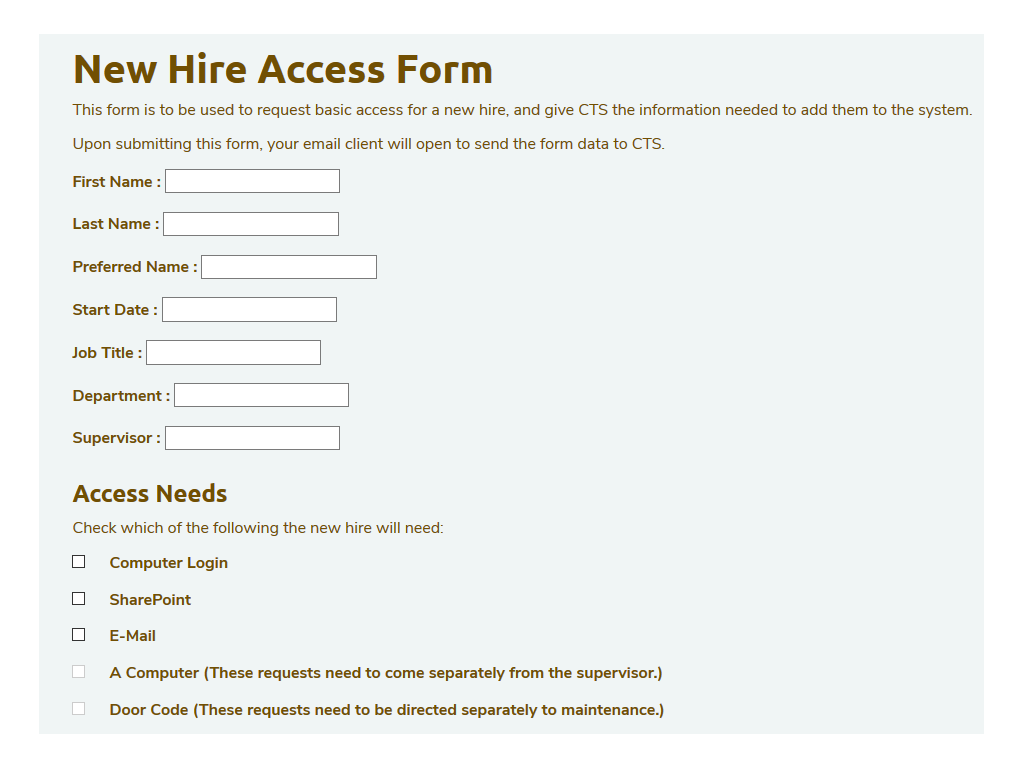 New Hire Access Form
This form is to be used to request basic access for a new hire, and give CTS the information needed to add them to the system.
Upon submitting this form, your email client will open to send the form data to CTS.
First Name :
Last Name :
Preferred Name :
Start Date :
Job Title :
Department :
Supervisor :
Access Needs
Check which of the following the new hire will need:
Computer Login
SharePoint
E-Mail
A Computer (These requests need to come separately from the supervisor.)
Door Code (These requests need to be directed separately to maintenance.)